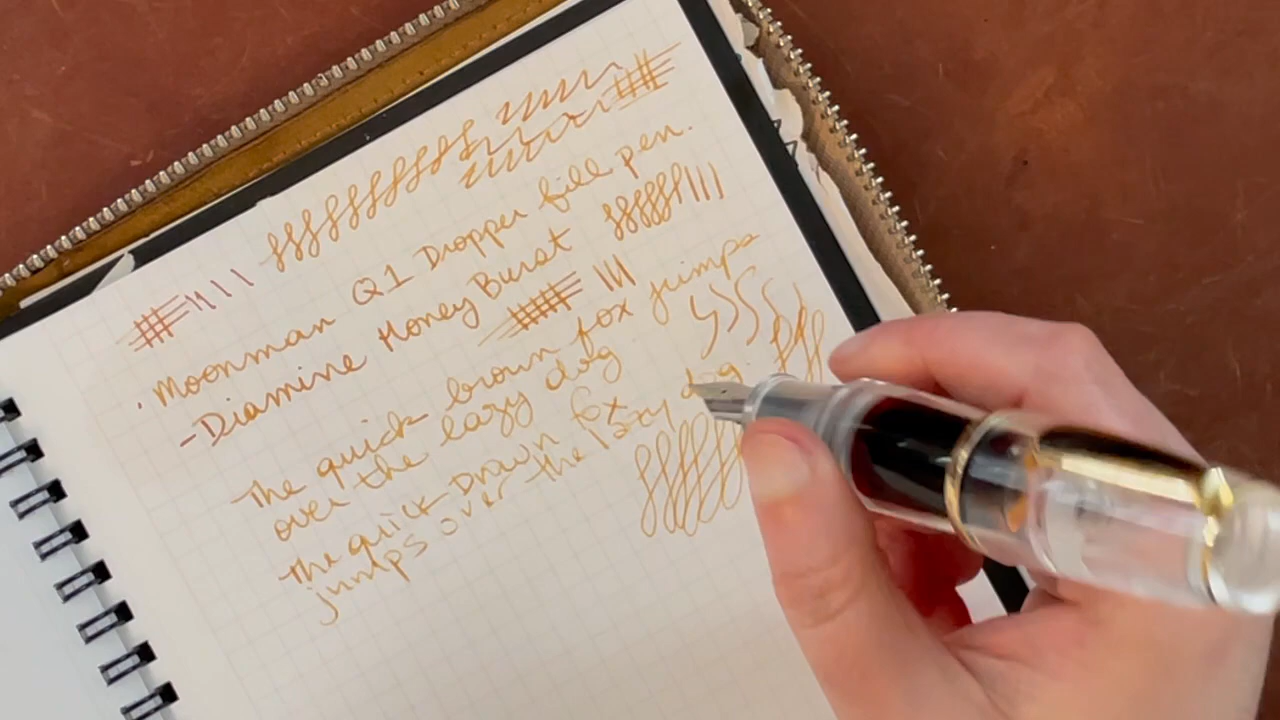 . Moonman Q1 Dropper fill pen.
- Diamine Honey Burst
The quick brown fox jumps
over the lazy dog
The quick brown fox
jumps over the lazy dog.